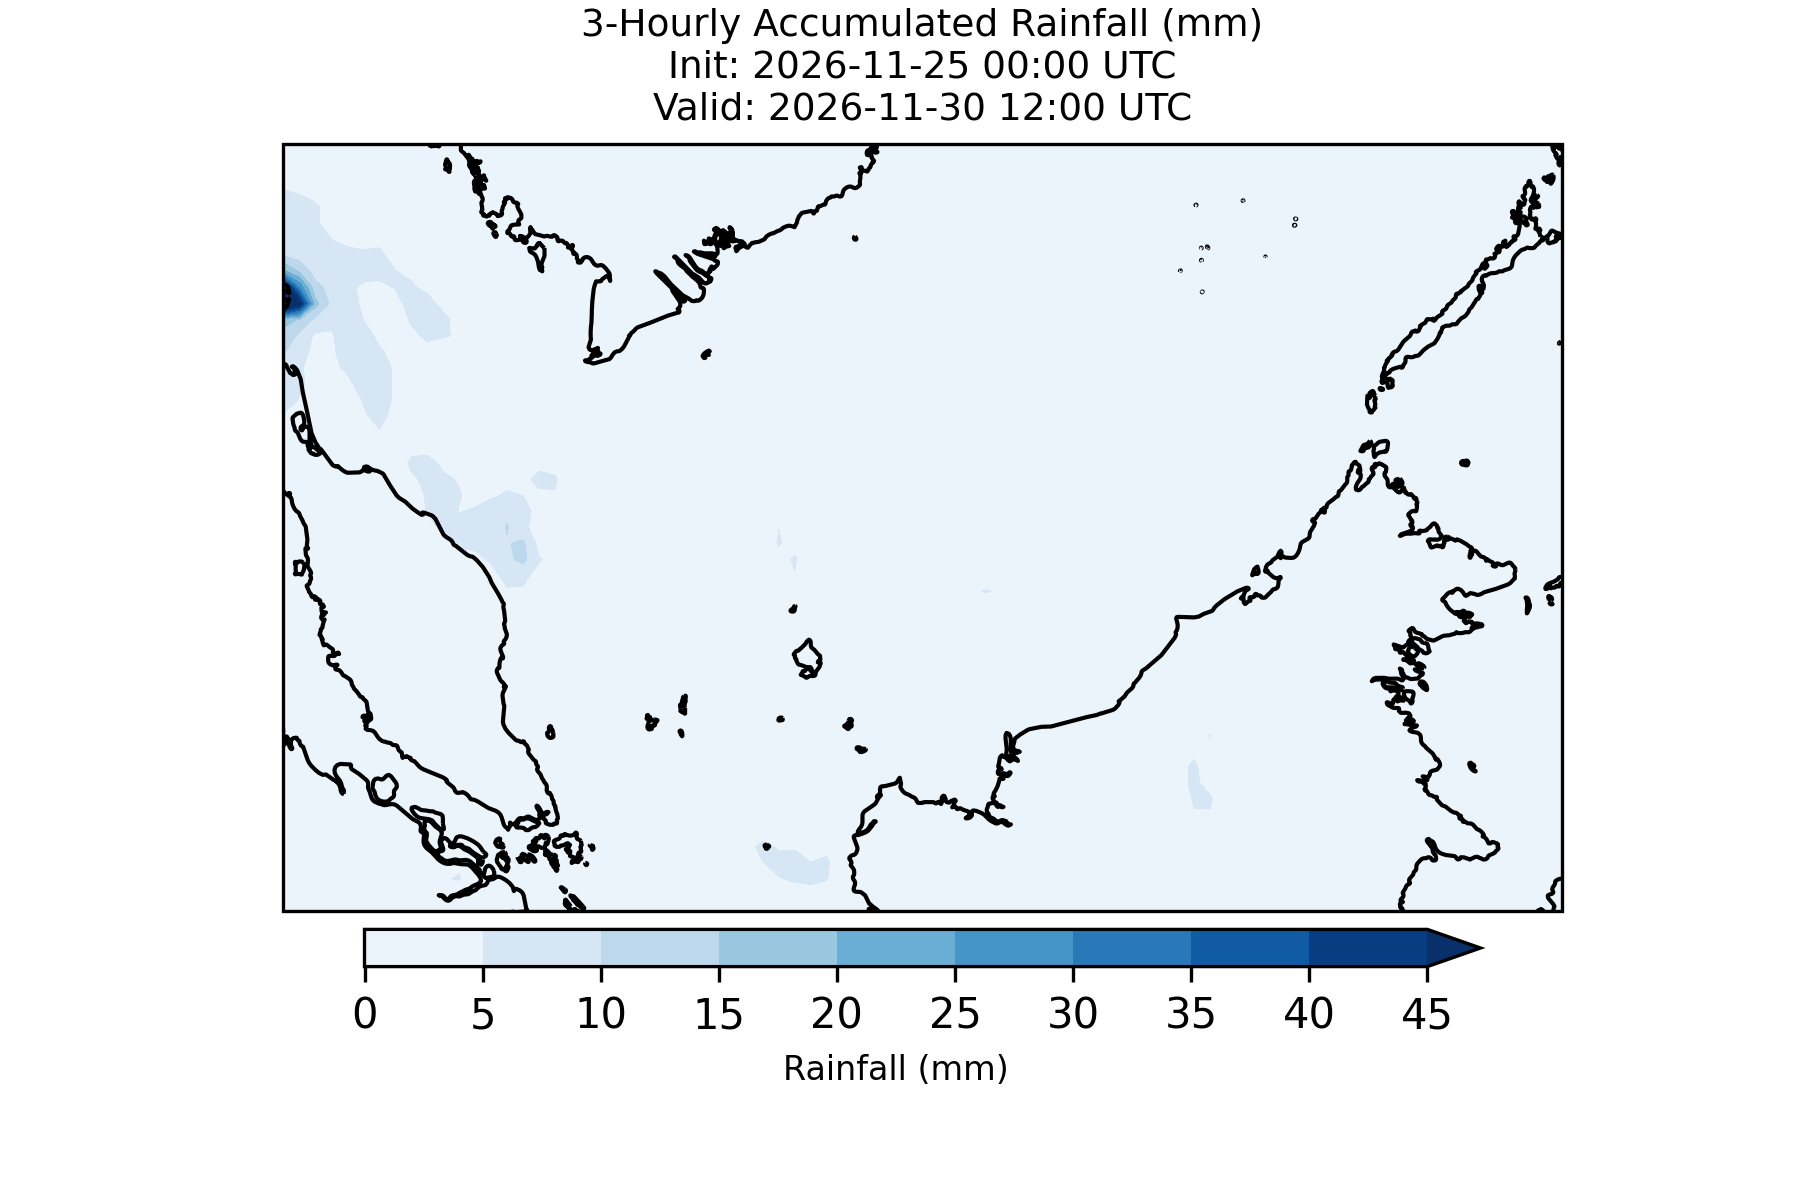 3-Hourly Accumulated Rainfall (mm)
Init: 2026-11-25 00:00 UTC
Valid: 2026-11-30 12:00 UTC
0 5 10 15 20 25 30 35 40 45
Rainfall (mm)